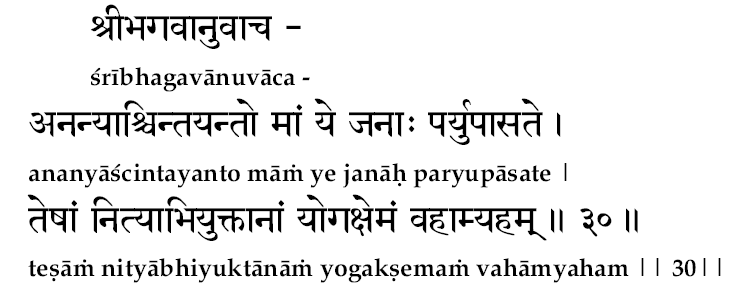 श्रीभगवानुवाच -
śrībhagavānuvāca -
अनन्याश्चिन्तयन्तो मां ये जनाः पर्युपासते ।
ananyāścintayanto māṁ ye janāḥ paryupāsate |
तेषां नित्याभियुक्तानां योगक्षेमं वहाम्यहम् ॥ ३० ॥
teṣāṁ nityābhiyuktānāṁ yogakṣemaṁ vahāmyaham || 30||